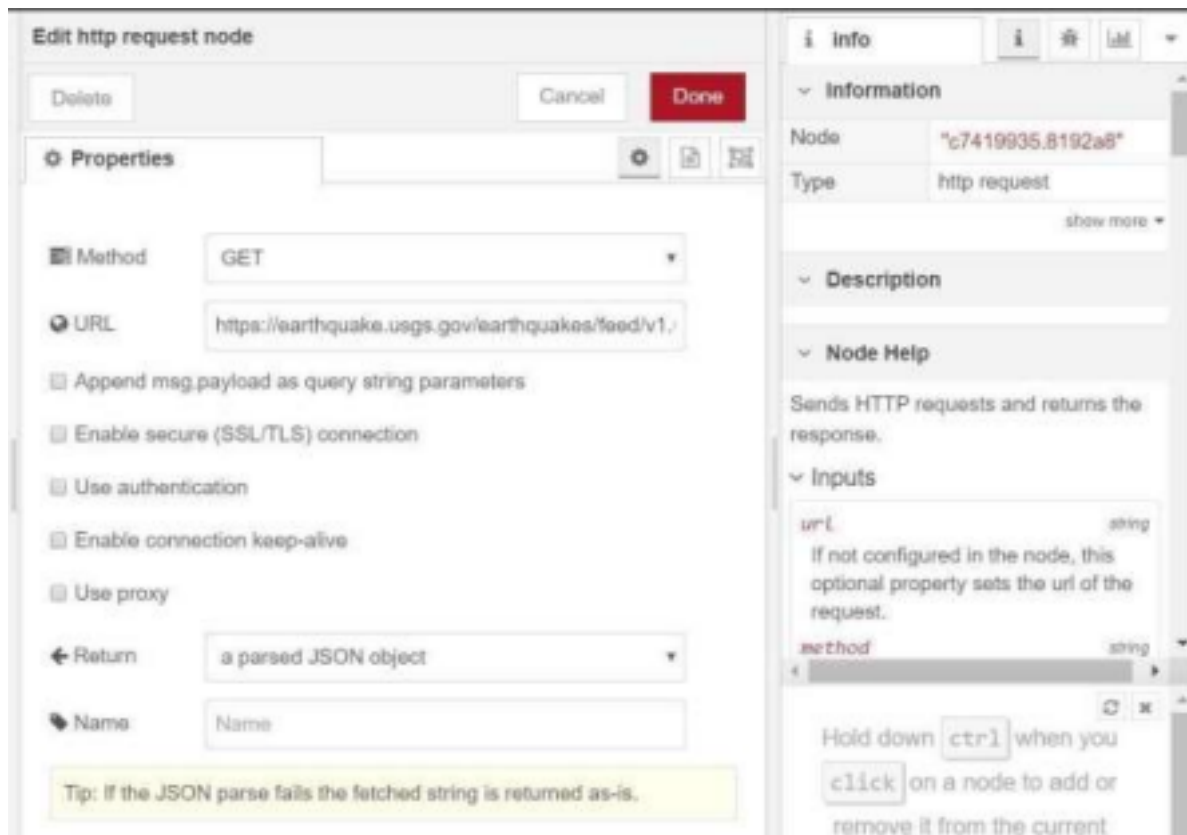 Edit http request node
Delete
Cancel
Done
Properties
Method
GET
URL
https://earthquake.usgs.gov/earthquakes/feed/v1.
Append msg.payload as query string parameters
Enable secure (SSL/TLS) connection
Use authentication
Enable connection keep-alive
Use proxy
Return
a parsed JSON object
Name
Name
Tip: If the JSON parse fails the fetched string is returned as-is.
i info
i
Information
Node
"c7419935.8192a8"
Type
http request
show more
Description
Node Help
Sends HTTP requests and returns the
response.
Inputs
url
string
If not configured in the node, this
optional property sets the url of the
request.
method
string
Hold down ctrl when you
click on a node to add or
remove it from the current